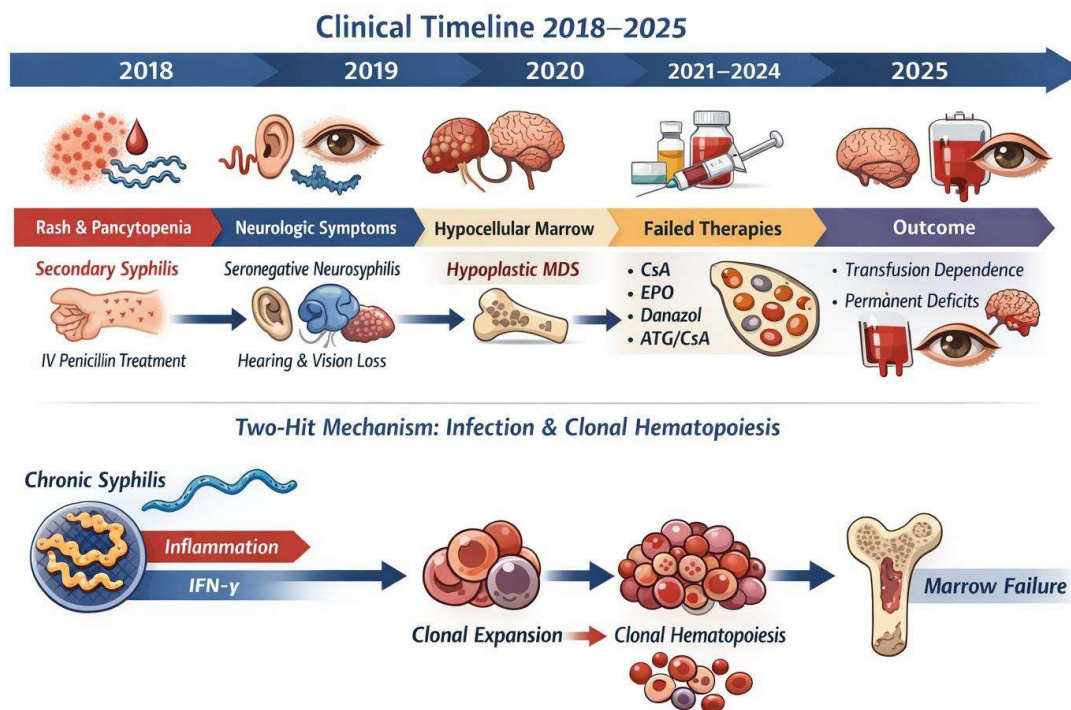 Clinical Timeline 2018–2025
2018
2019
2020
2021–2024
2025
Rash & Pancytopenia
Neurologic Symptoms
Hypocellular Marrow
Failed Therapies
Outcome
Secondary Syphilis
IV Penicillin Treatment
Seronegative Neurosyphilis
Hearing & Vision Loss
Hypoplastic MDS
• CsA
• EPO
• Danazol
• ATG/CsA
• Transfusion Dependence
• Permanent Deficits
Two-Hit Mechanism: Infection & Clonal Hematopoiesis
Chronic Syphilis
Inflammation
IFN-γ
Clonal Expansion
Clonal Hematopoiesis
Marrow Failure